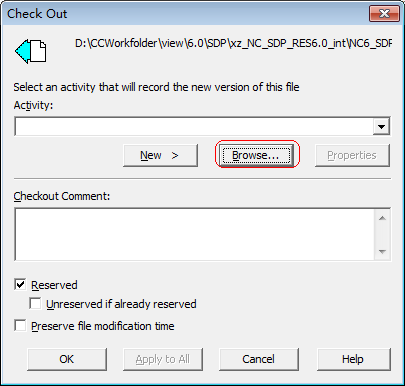 Check Out
D:\CCWorkfolder\view\6.0\SDP\xz_NC_SDP_RES6.0_int\NC6_SDP
Select an activity that will record the new version of this file
Activity:
New > Browse... Properties
Checkout Comment:
Reserved
Unreserved if already reserved
Preserve file modification time
OK Apply to All Cancel Help